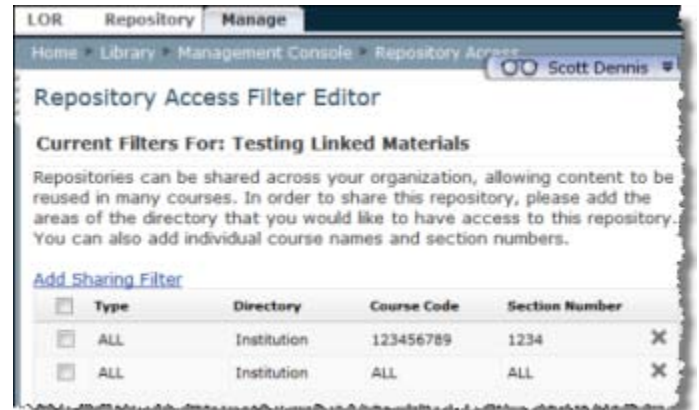 LOR Repository Manage
Home Library Management Console Repository Access
Scott Dennis
Repository Access Filter Editor
Current Filters For: Testing Linked Materials
Repositories can be shared across your organization, allowing content to be
reused in many courses. In order to share this repository, please add the
areas of the directory that you would like to have access to this repository.
You can also add individual course names and section numbers.
Add Sharing Filter
Type Directory Course Code Section Number
ALL Institution 123456789 1234
ALL Institution ALL ALL